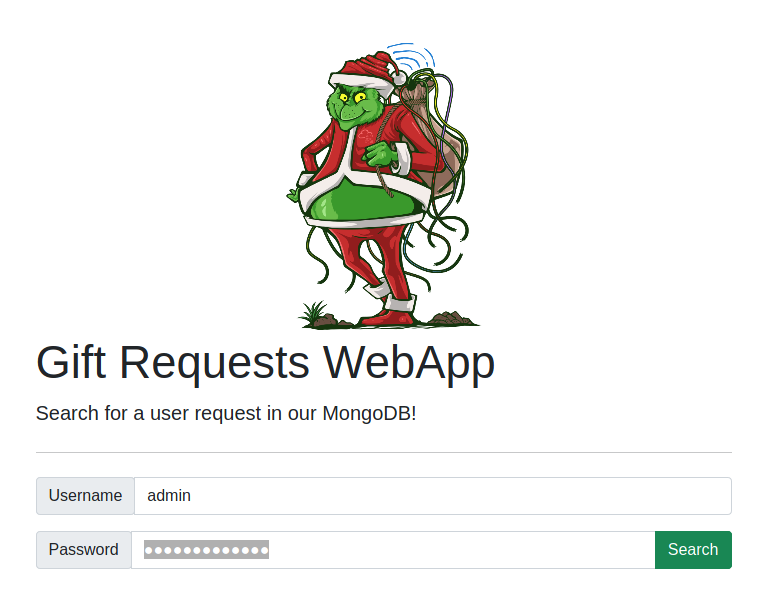 Gift Requests WebApp
Search for a user request in our MongoDB!
Username admin
Password ●●●●●●●●●●●●● Search